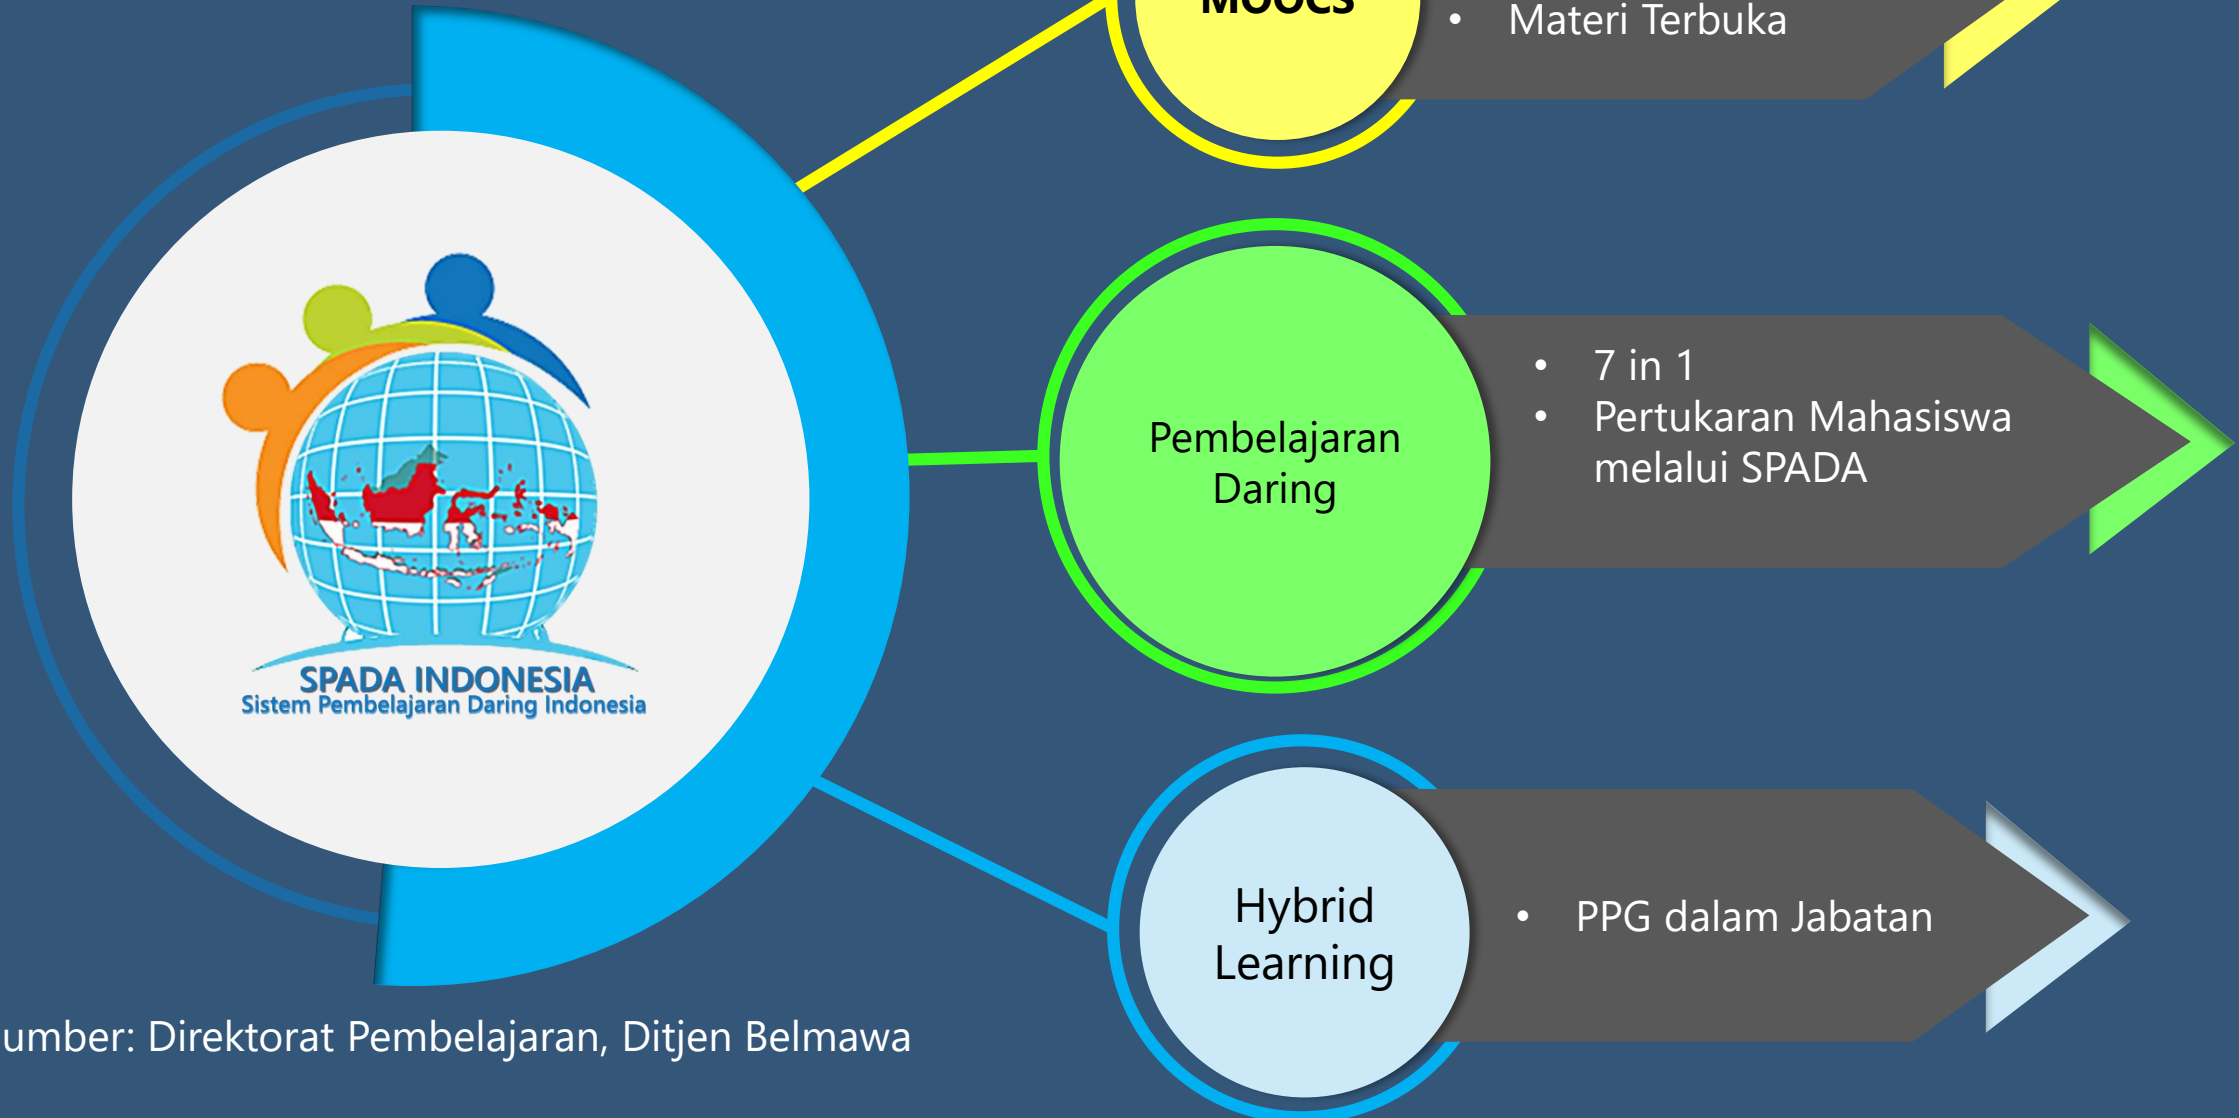 MOOCs
• Materi Terbuka
• 7 in 1
• Pertukaran Mahasiswa
melalui SPADA
Pembelajaran
Daring
SPADA INDONESIA
Sistem Pembelajaran Daring Indonesia
Hybrid
Learning
• PPG dalam Jabatan
umber: Direktorat Pembelajaran, Ditjen Belmawa